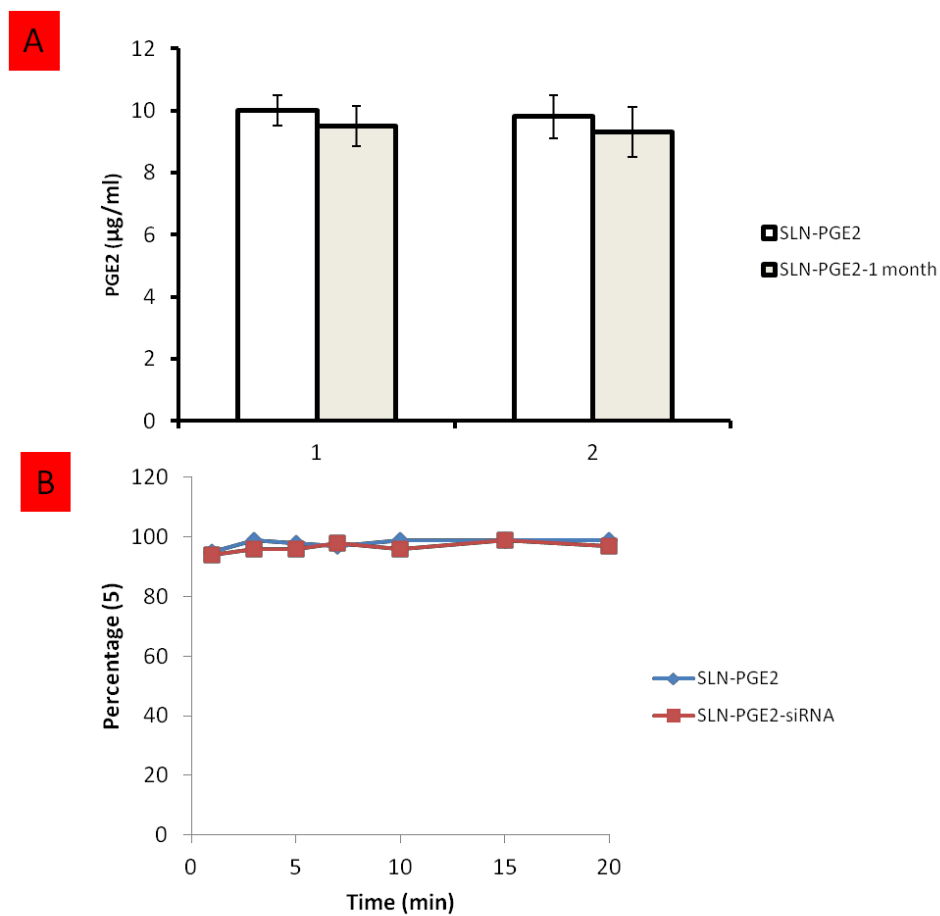 A
12
10
8
6
4
2
0
PGE2 (µg/ml)
1
2
SLN-PGE2
SLN-PGE2-1 month
B
120
100
80
60
40
20
0
Percentage (5)
0
5
10
15
20
Time (min)
SLN-PGE2
SLN-PGE2-siRNA